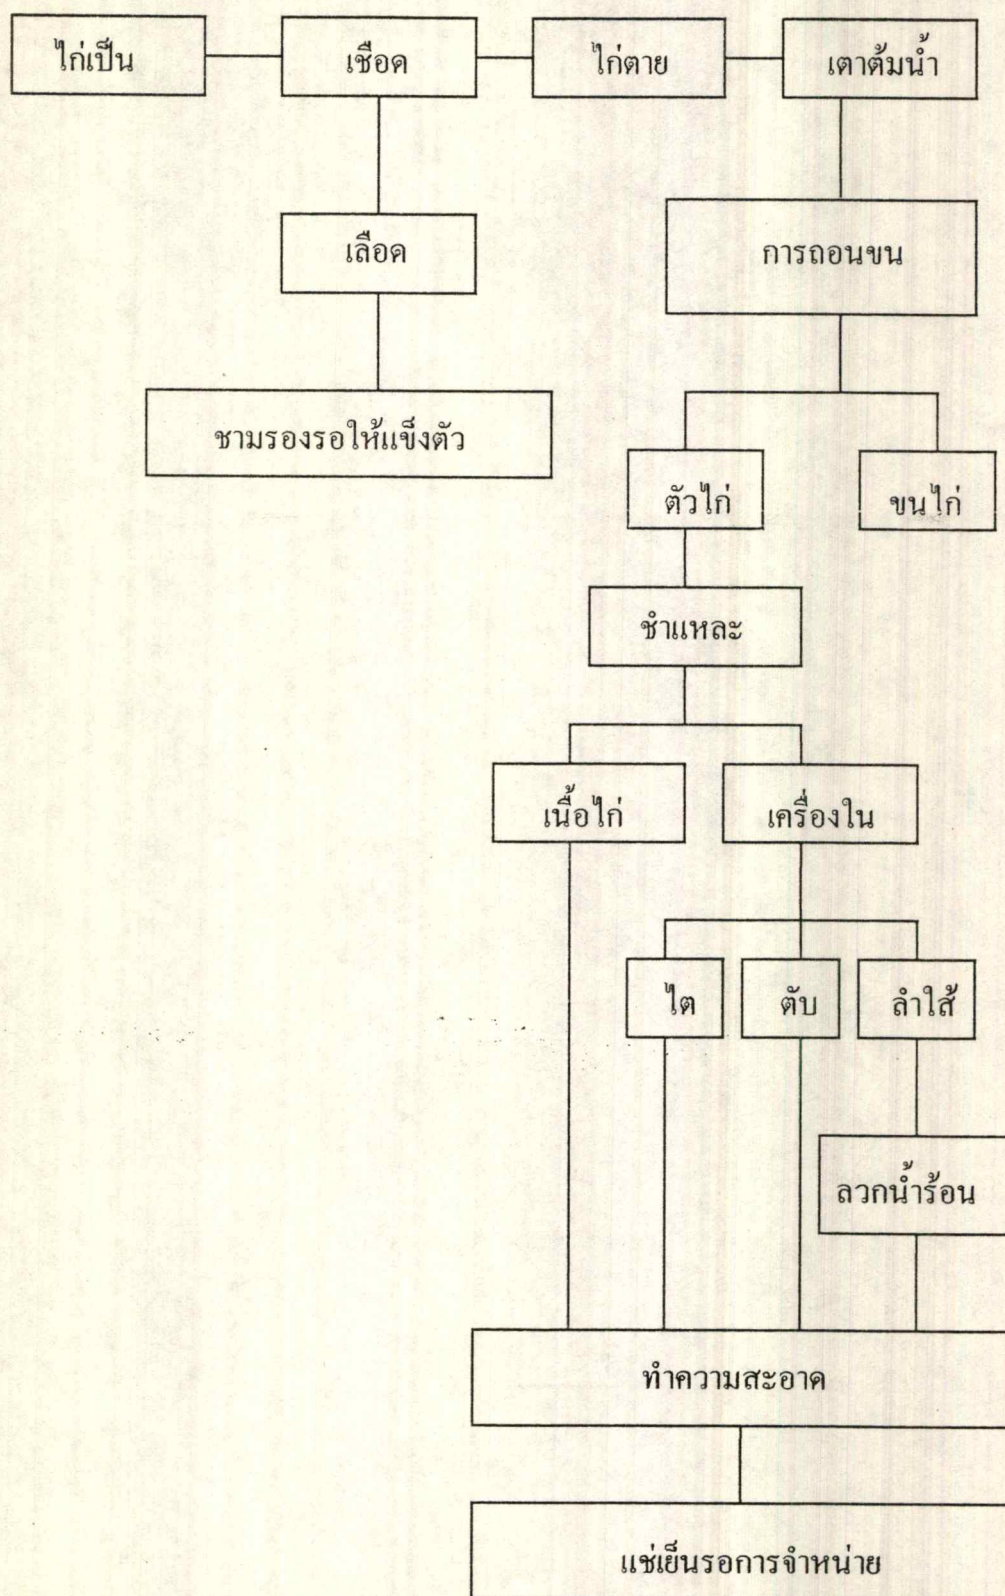 ไก่เป็น
เชือด
ไก่ตาย
เตาต้มน้ำ
เลือด
การถอนขน
ชามรองรอให้แข็งตัว
ตัวไก่
ขนไก่
ชำแหละ
เนื้อไก่
เครื่องใน
ไต
ตับ
ลำใส้
ลวกน้ำร้อน
ทำความสะอาด
แช่เย็นรอการจำหน่าย